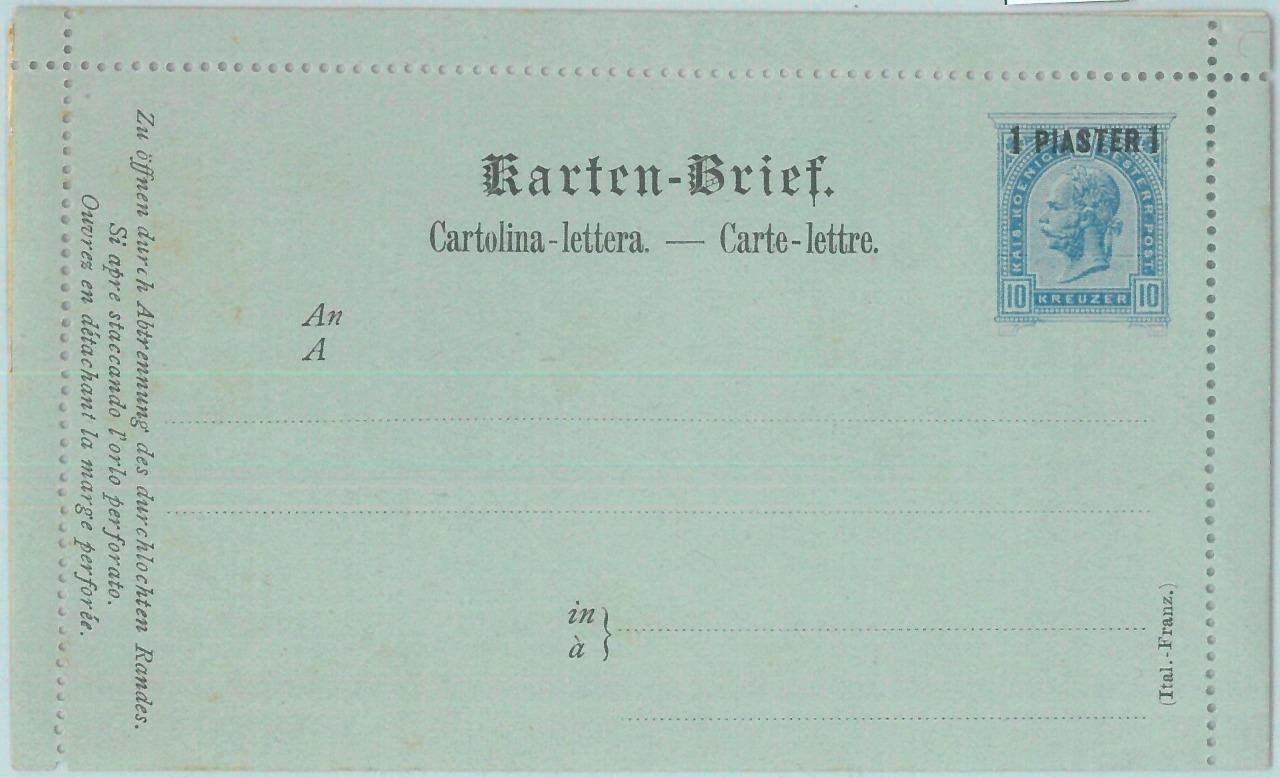 Karten-Brief.
Cartolina-lettera. — Carte-lettre.
1 PIASTER 1
KAIS. KOENIGL. OESTERR. POST.
10 KREUZER 10
An
A
in
à
Zu öffnen durch Abtrennung des durchlochten Randes.
Si apre staccando l'orlo perforato.
Ouvrez en détachant la marge perforée.
(Ital.-Franz.)